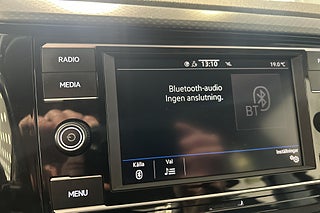 RADIO
MEDIA
MENU
13:10
19.0°C
Bluetooth-audio
Ingen anslutning.
BT
Källa
Val
Inställningar